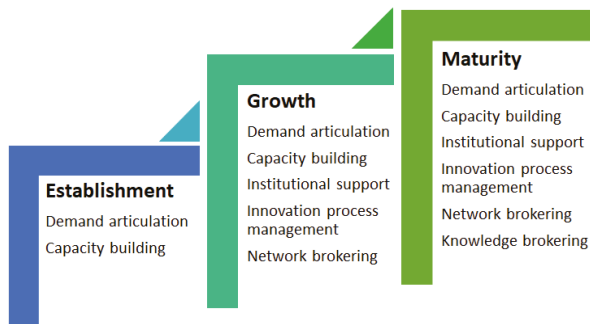 Establishment
Demand articulation
Capacity building
Growth
Demand articulation
Capacity building
Institutional support
Innovation process
management
Network brokering
Maturity
Demand articulation
Capacity building
Institutional support
Innovation process
management
Network brokering
Knowledge brokering